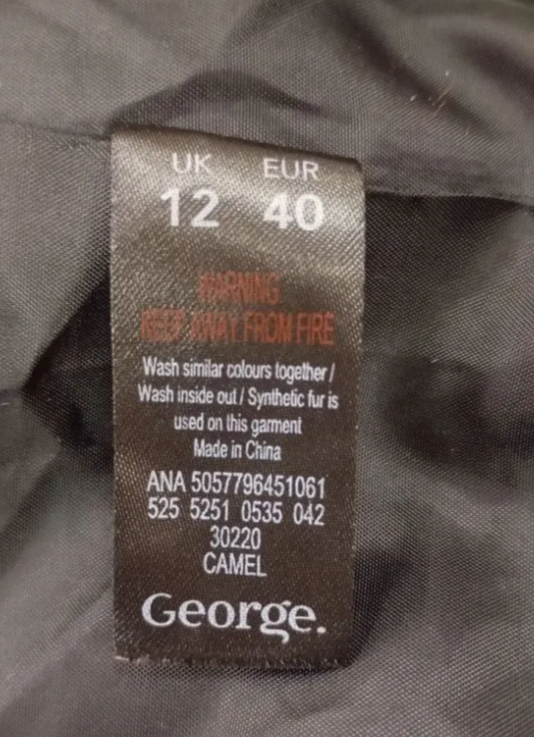 UK EUR
12 40
WARNING
KEEP AWAY FROM FIRE
Wash similar colours together /
Wash inside out / Synthetic fur is
used on this garment
Made in China
ANA 5057796451061
525 5251 0535 042
30220
CAMEL
George.